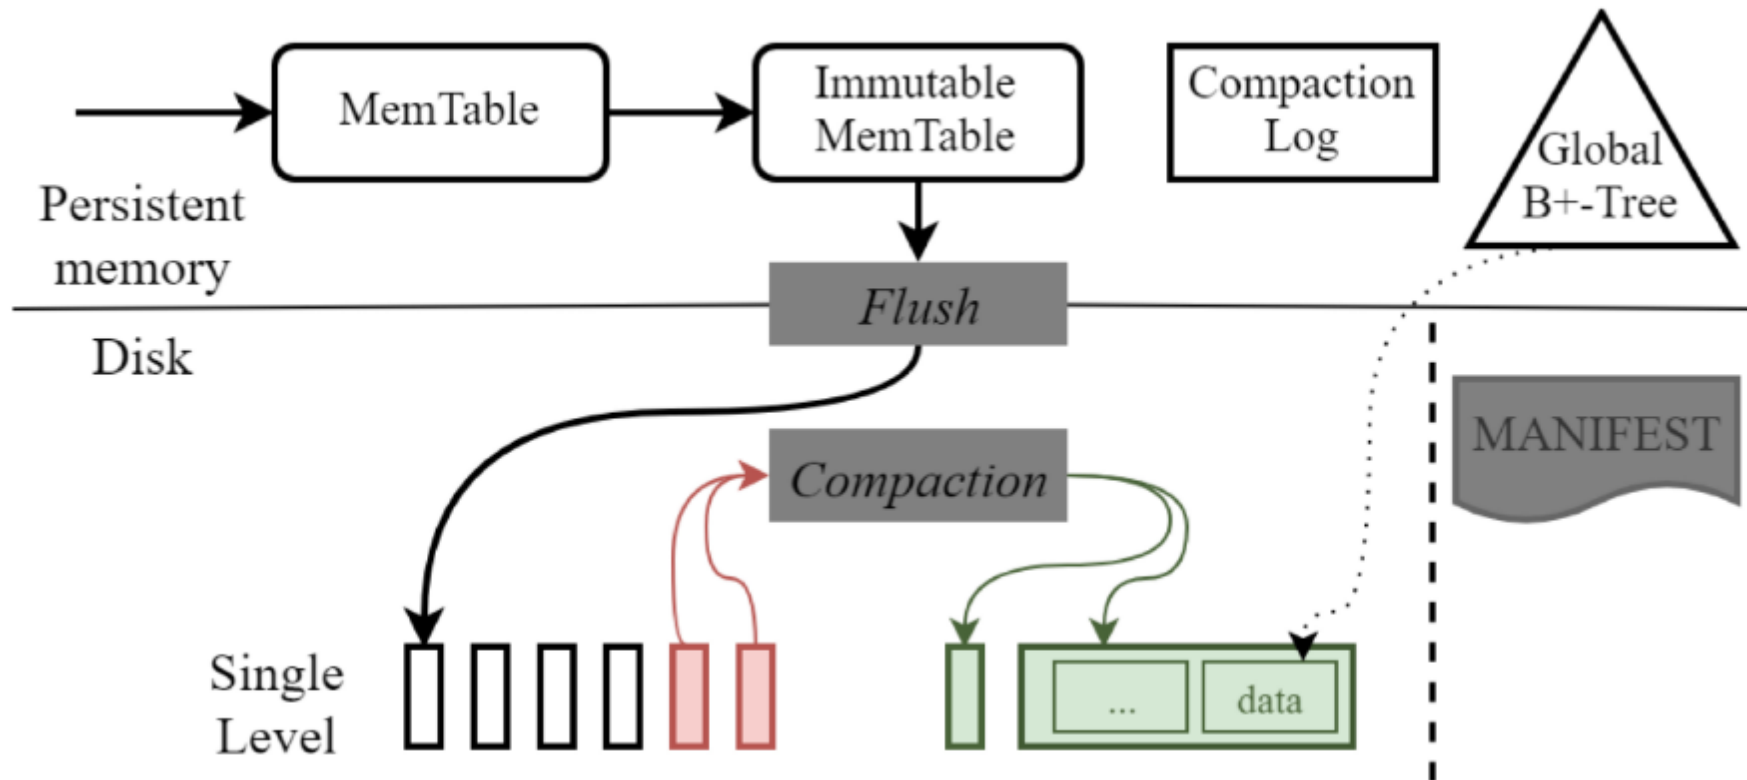 MemTable
Immutable
MemTable
Compaction
Log
Global
B+-Tree
Persistent
memory
Flush
Disk
MANIFEST
Compaction
Single
Level
...
data